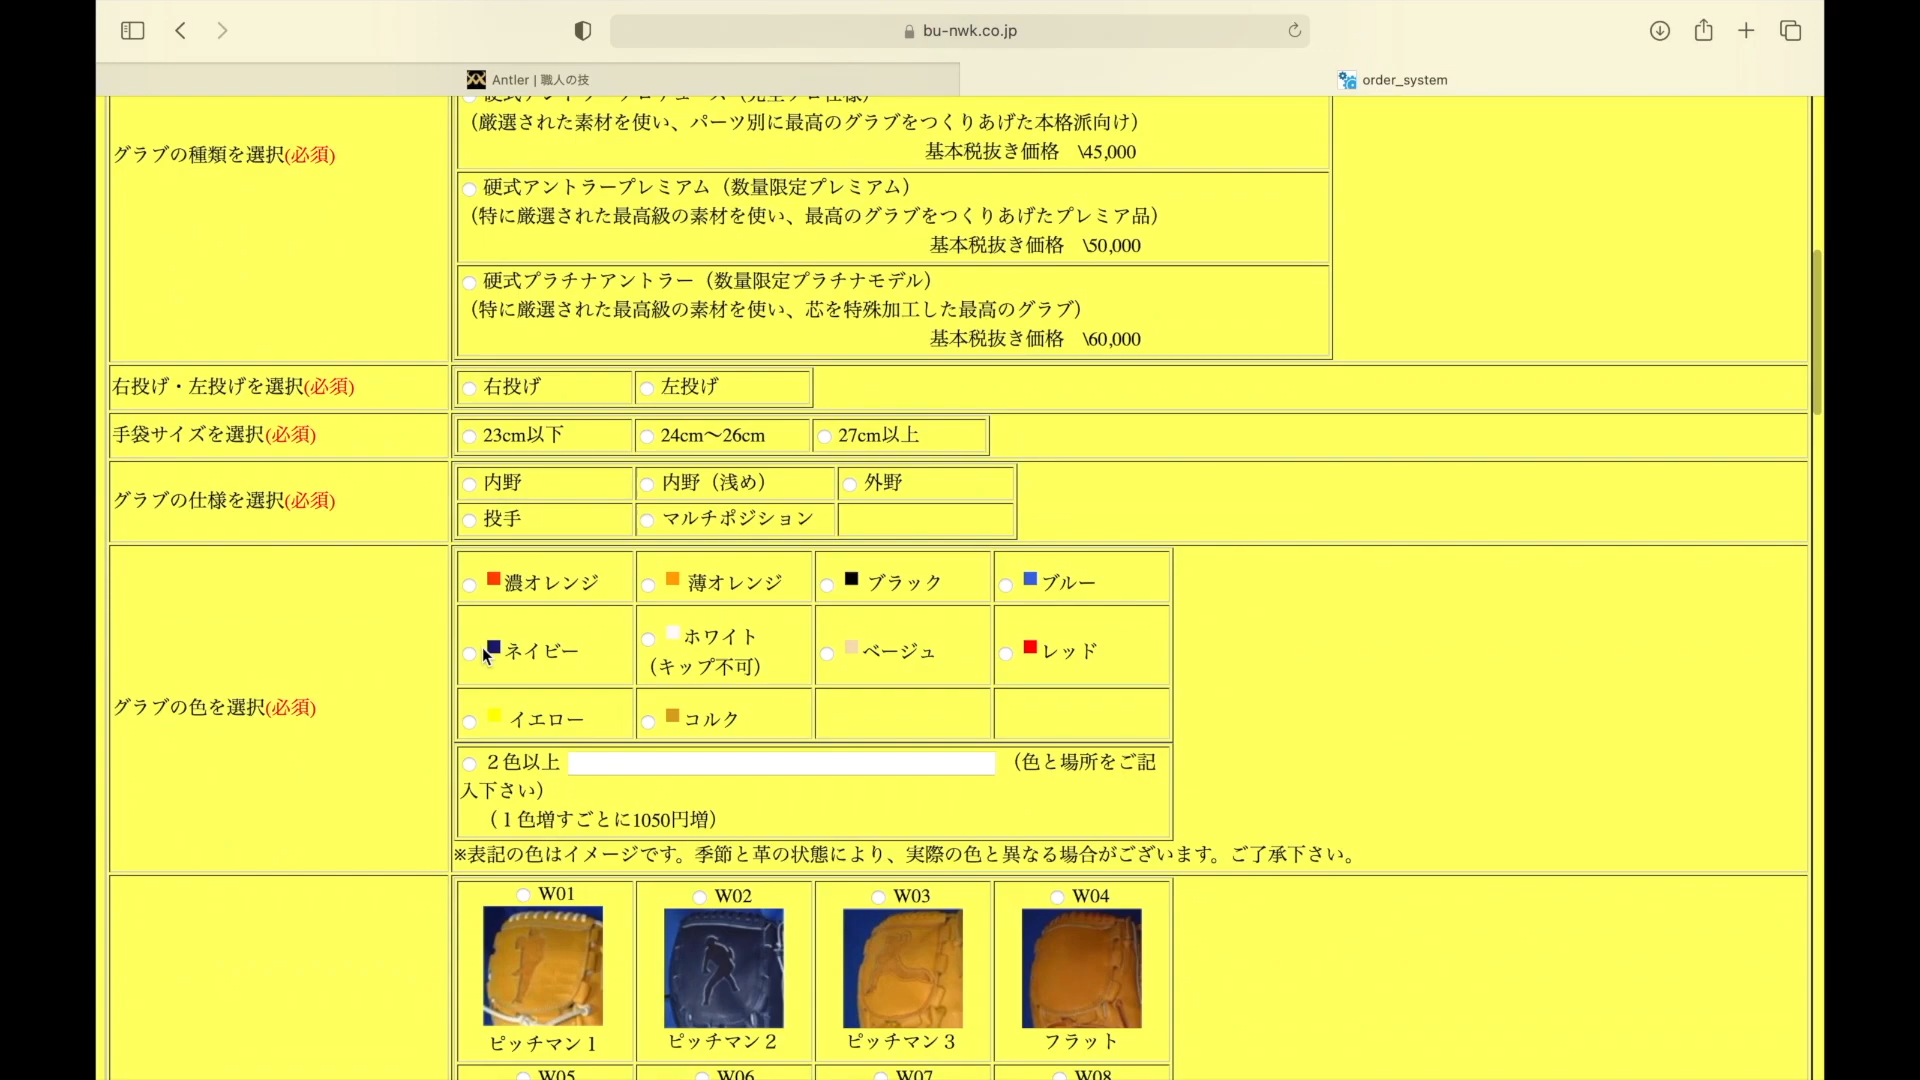 bu-nwk.co.jp
Antler | 職人の技
order_system
グラブの種類を選択(必須)
(厳選された素材を使い、パーツ別に最高のグラブをつくりあげた本格派向け)
基本税抜き価格 \45,000
硬式アントラープレミアム (数量限定プレミアム)
(特に厳選された最高級の素材を使い、最高のグラブをつくりあげたプレミア品)
基本税抜き価格 \50,000
硬式プラチナアントラー (数量限定プラチナモデル)
(特に厳選された最高級の素材を使い、芯を特殊加工した最高のグラブ)
基本税抜き価格 \60,000
右投げ・左投げを選択(必須) 右投げ 左投げ
手袋サイズを選択(必須) 23cm以下 24cm〜26cm 27cm以上
グラブの仕様を選択(必須)
内野 内野 (浅め) 外野
投手 マルチポジション
グラブの色を選択(必須)
濃オレンジ 薄オレンジ ブラック ブルー
ネイビー ホワイト (キップ不可) ベージュ レッド
イエロー コルク
2色以上 (色と場所をご記
入下さい)
(1色増すごとに1050円増)
※表記の色はイメージです。季節と革の状態により、実際の色と異なる場合がございます。ご了承下さい。
W01 W02 W03 W04
ピッチマン1 ピッチマン2 ピッチマン3 フラット
W05 W06 W07 W08